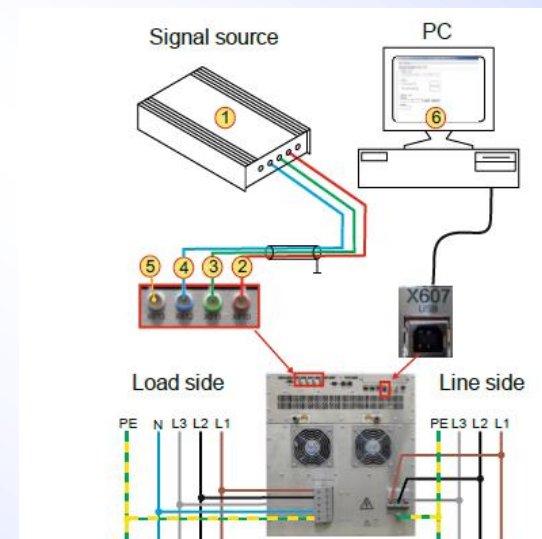 Signal source
PC
1
6
5
4
3
2
X607
USB
Load side
Line side
PE N L3 L2 L1
PE L3 L2 L1